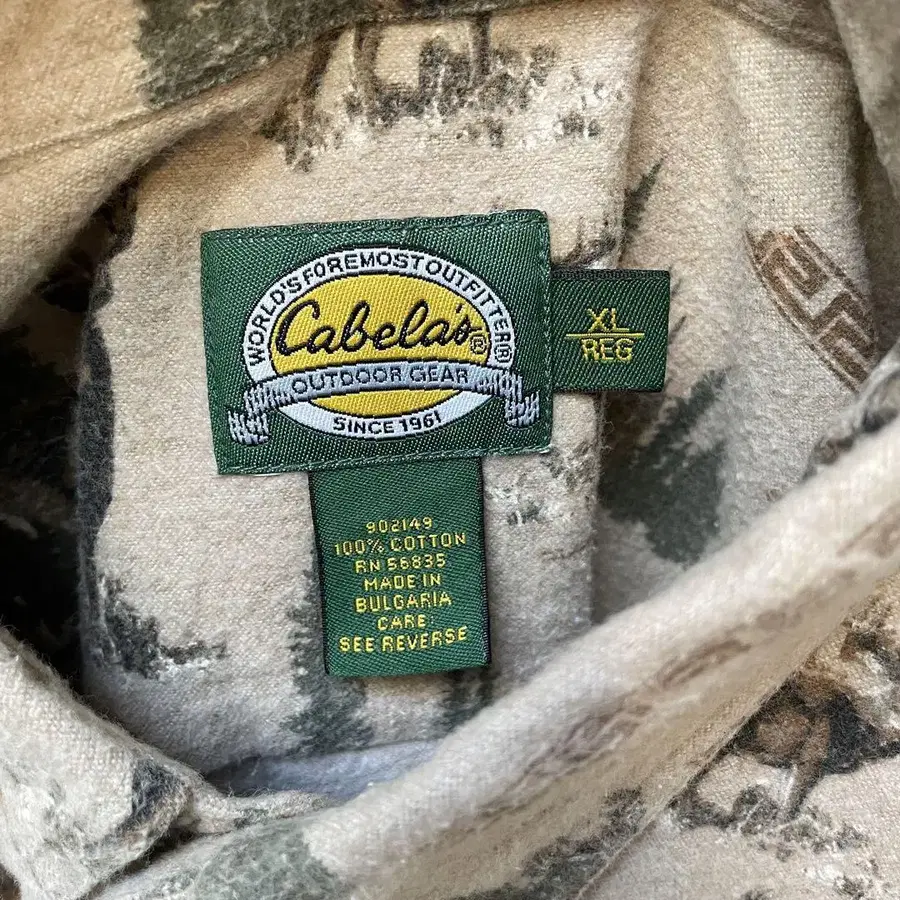 WORLD'S FOREMOST OUTFITTER®
Cabela's®
OUTDOOR GEAR
SINCE 1961
XL
REG
902149
100% COTTON
RN 56835
MADE IN
BULGARIA
CARE:
SEE REVERSE